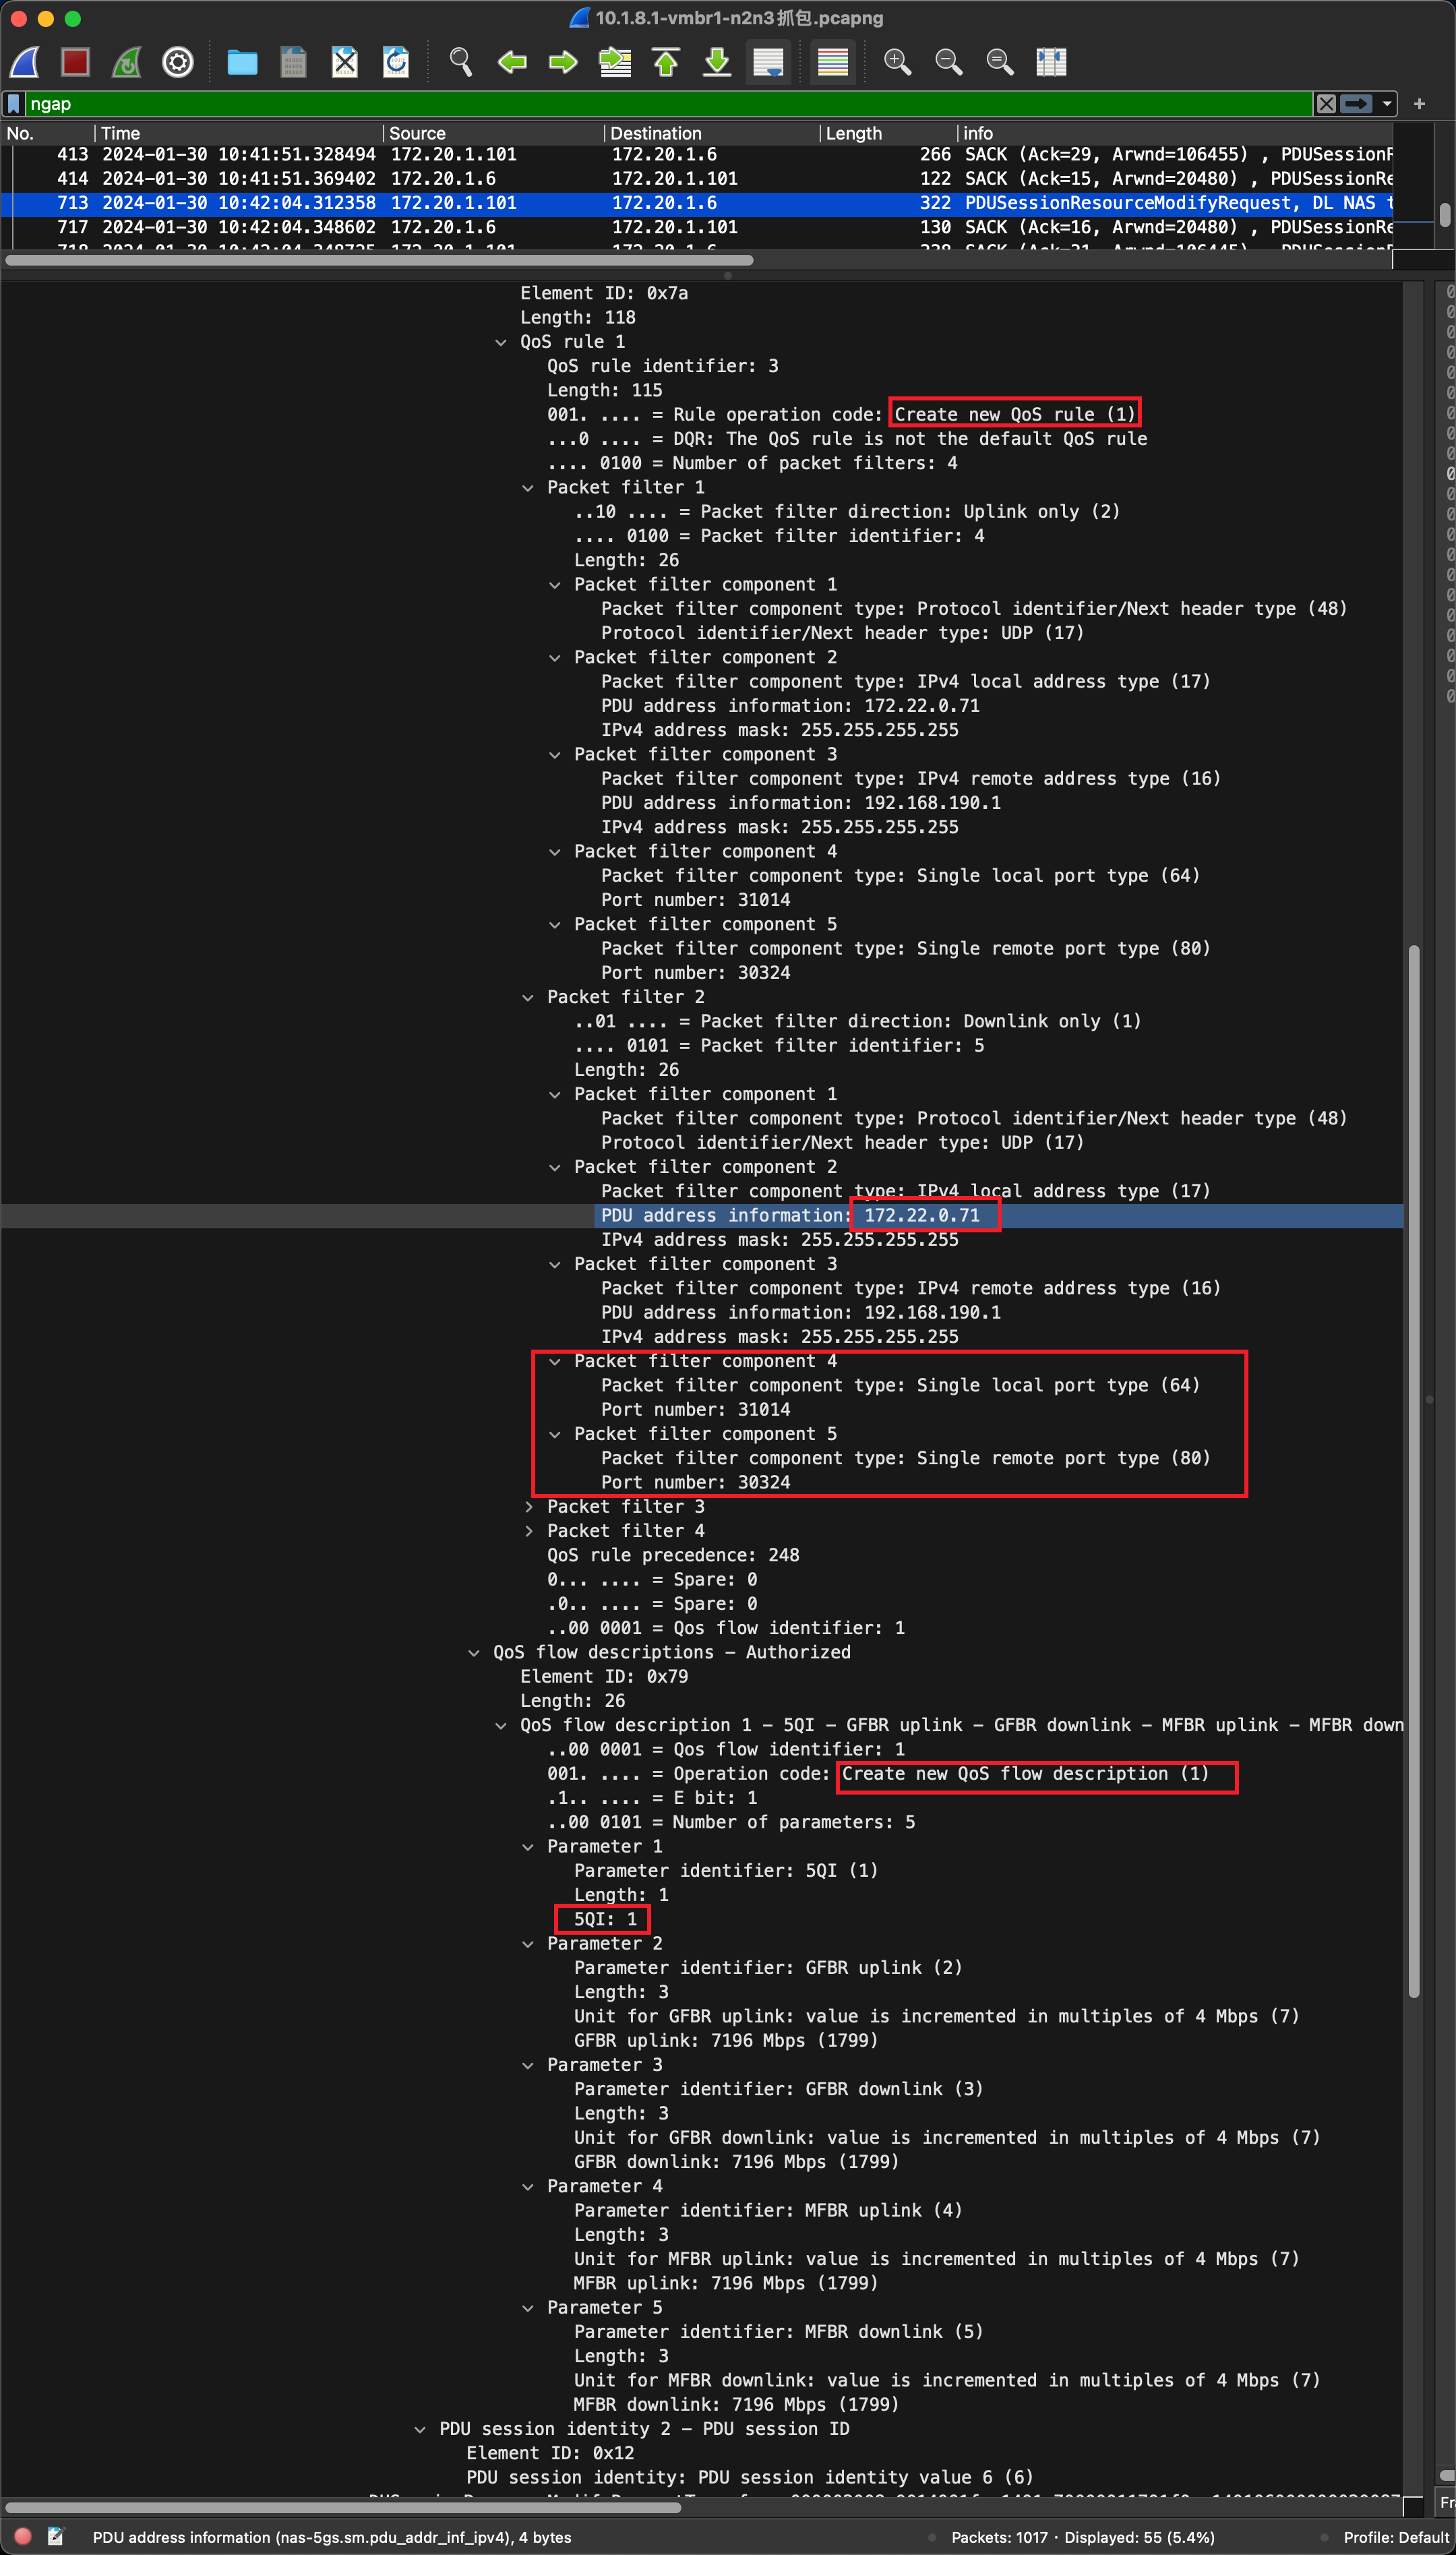 10.1.8.1-vmbr1-n2n3抓包.pcapng
ngap
No. Time Source Destination Length info
413 2024-01-30 10:41:51.328494 172.20.1.101 172.20.1.6 266 SACK (Ack=29, Arwnd=106455) , PDUSessionR
414 2024-01-30 10:41:51.369402 172.20.1.6 172.20.1.101 122 SACK (Ack=15, Arwnd=20480) , PDUSessionRe
713 2024-01-30 10:42:04.312358 172.20.1.101 172.20.1.6 322 PDUSessionResourceModifyRequest, DL NAS t
717 2024-01-30 10:42:04.348602 172.20.1.6 172.20.1.101 130 SACK (Ack=16, Arwnd=20480) , PDUSessionRe
Element ID: 0x7a
Length: 118
QoS rule 1
QoS rule identifier: 3
Length: 115
001. .... = Rule operation code: Create new QoS rule (1)
...0 .... = DQR: The QoS rule is not the default QoS rule
.... 0100 = Number of packet filters: 4
Packet filter 1
..10 .... = Packet filter direction: Uplink only (2)
.... 0100 = Packet filter identifier: 4
Length: 26
Packet filter component 1
Packet filter component type: Protocol identifier/Next header type (48)
Protocol identifier/Next header type: UDP (17)
Packet filter component 2
Packet filter component type: IPv4 local address type (17)
PDU address information: 172.22.0.71
IPv4 address mask: 255.255.255.255
Packet filter component 3
Packet filter component type: IPv4 remote address type (16)
PDU address information: 192.168.190.1
IPv4 address mask: 255.255.255.255
Packet filter component 4
Packet filter component type: Single local port type (64)
Port number: 31014
Packet filter component 5
Packet filter component type: Single remote port type (80)
Port number: 30324
Packet filter 2
..01 .... = Packet filter direction: Downlink only (1)
.... 0101 = Packet filter identifier: 5
Length: 26
Packet filter component 1
Packet filter component type: Protocol identifier/Next header type (48)
Protocol identifier/Next header type: UDP (17)
Packet filter component 2
Packet filter component type: IPv4 local address type (17)
PDU address information: 172.22.0.71
IPv4 address mask: 255.255.255.255
Packet filter component 3
Packet filter component type: IPv4 remote address type (16)
PDU address information: 192.168.190.1
IPv4 address mask: 255.255.255.255
Packet filter component 4
Packet filter component type: Single local port type (64)
Port number: 31014
Packet filter component 5
Packet filter component type: Single remote port type (80)
Port number: 30324
Packet filter 3
Packet filter 4
QoS rule precedence: 248
0... .... = Spare: 0
.0.. .... = Spare: 0
..00 0001 = Qos flow identifier: 1
QoS flow descriptions – Authorized
Element ID: 0x79
Length: 26
QoS flow description 1 – 5QI – GFBR uplink – GFBR downlink – MFBR uplink – MFBR down
..00 0001 = Qos flow identifier: 1
001. .... = Operation code: Create new QoS flow description (1)
.1.. .... = E bit: 1
..00 0101 = Number of parameters: 5
Parameter 1
Parameter identifier: 5QI (1)
Length: 1
5QI: 1
Parameter 2
Parameter identifier: GFBR uplink (2)
Length: 3
Unit for GFBR uplink: value is incremented in multiples of 4 Mbps (7)
GFBR uplink: 7196 Mbps (1799)
Parameter 3
Parameter identifier: GFBR downlink (3)
Length: 3
Unit for GFBR downlink: value is incremented in multiples of 4 Mbps (7)
GFBR downlink: 7196 Mbps (1799)
Parameter 4
Parameter identifier: MFBR uplink (4)
Length: 3
Unit for MFBR uplink: value is incremented in multiples of 4 Mbps (7)
MFBR uplink: 7196 Mbps (1799)
Parameter 5
Parameter identifier: MFBR downlink (5)
Length: 3
Unit for MFBR downlink: value is incremented in multiples of 4 Mbps (7)
MFBR downlink: 7196 Mbps (1799)
PDU session identity 2 – PDU session ID
Element ID: 0x12
PDU session identity: PDU session identity value 6 (6)
Fr
PDU address information (nas-5gs.sm.pdu_addr_inf_ipv4), 4 bytes
Packets: 1017 · Displayed: 55 (5.4%)
Profile: Default